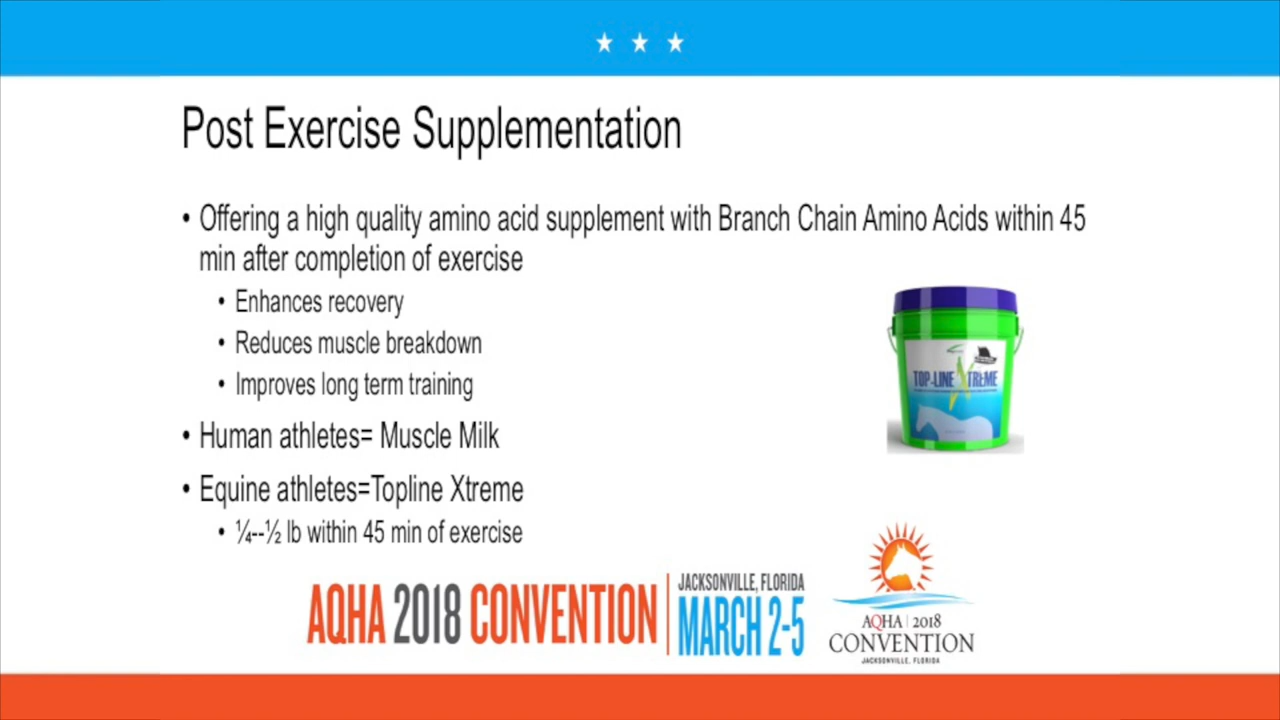 Post Exercise Supplementation
• Offering a high quality amino acid supplement with Branch Chain Amino Acids within 45
min after completion of exercise
• Enhances recovery
• Reduces muscle breakdown
• Improves long term training
• Human athletes= Muscle Milk
• Equine athletes=Topline Xtreme
• ¼--½ lb within 45 min of exercise
TOP-LINE XTREME
AQHA 2018 CONVENTION
JACKSONVILLE, FLORIDA
MARCH 2-5
AQHA | 2018
CONVENTION
JACKSONVILLE, FLORIDA